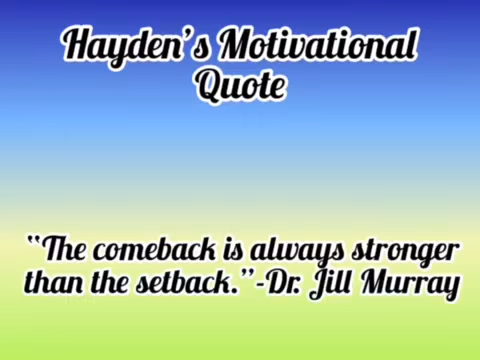 Hayden's Motivational
Quote
“The comeback is always stronger
than the setback.”-Dr. Jill Murray